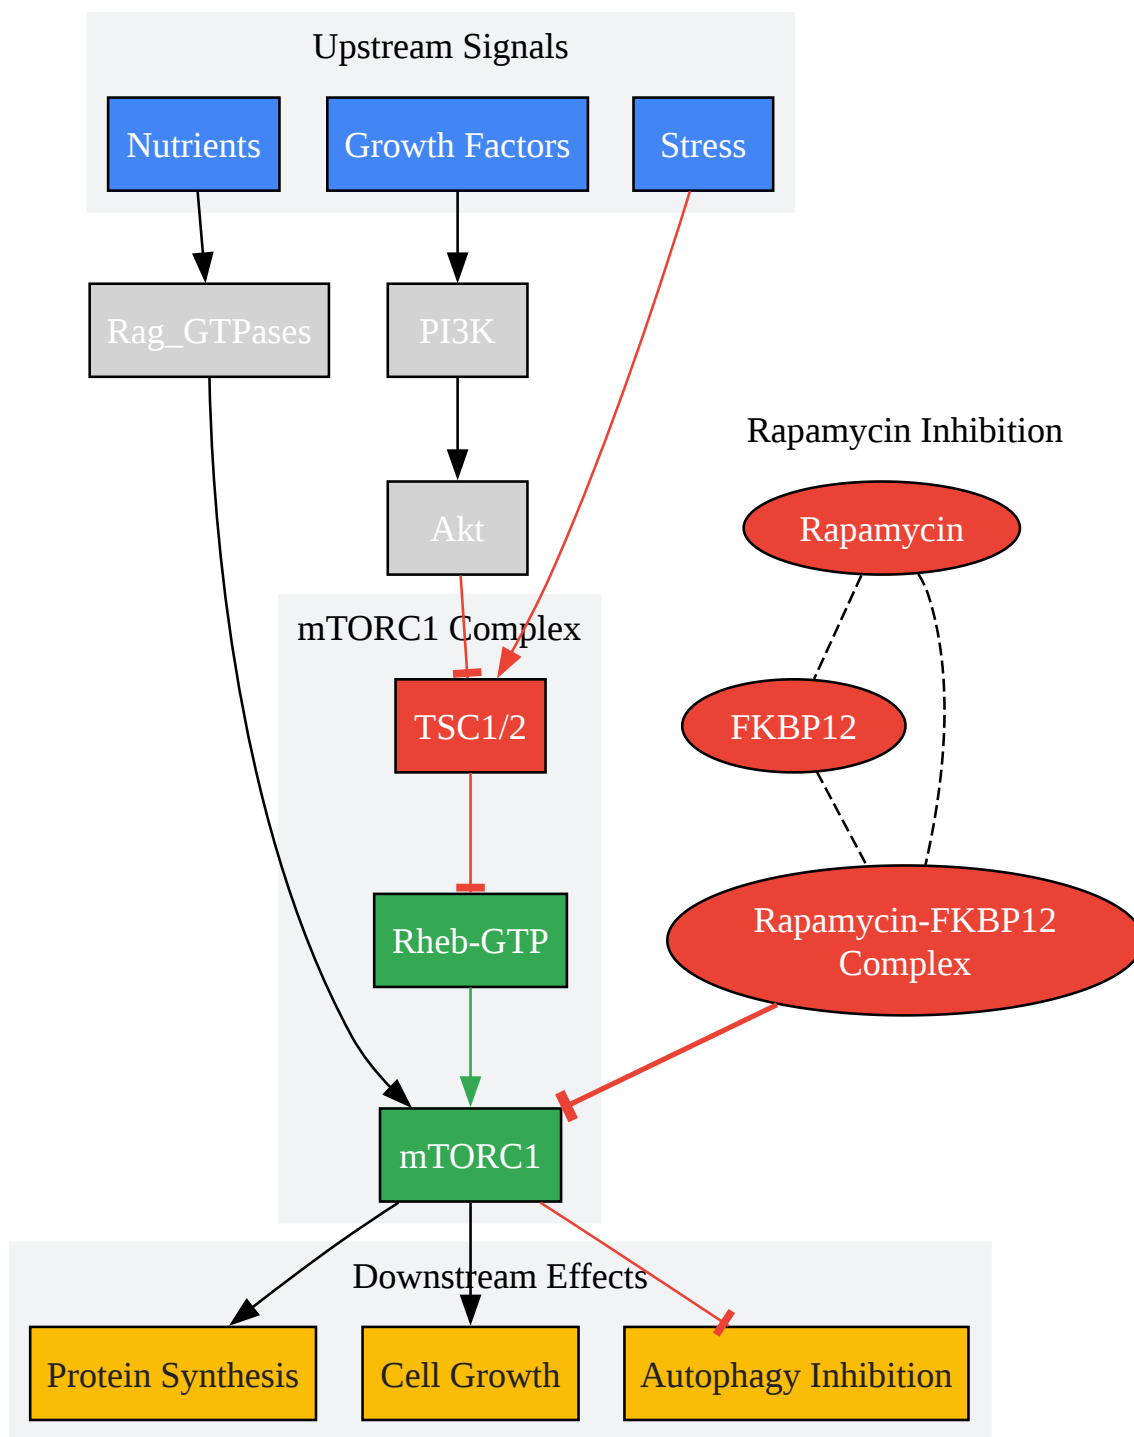 Upstream Signals
Nutrients
Growth Factors
Stress
Rag_GTPases
PI3K
Rapamycin Inhibition
Akt
Rapamycin
mTORC1 Complex
TSC1/2
FKBP12
Rheb-GTP
Rapamycin-FKBP12
Complex
mTORC1
Downstream Effects
Protein Synthesis
Cell Growth
Autophagy Inhibition